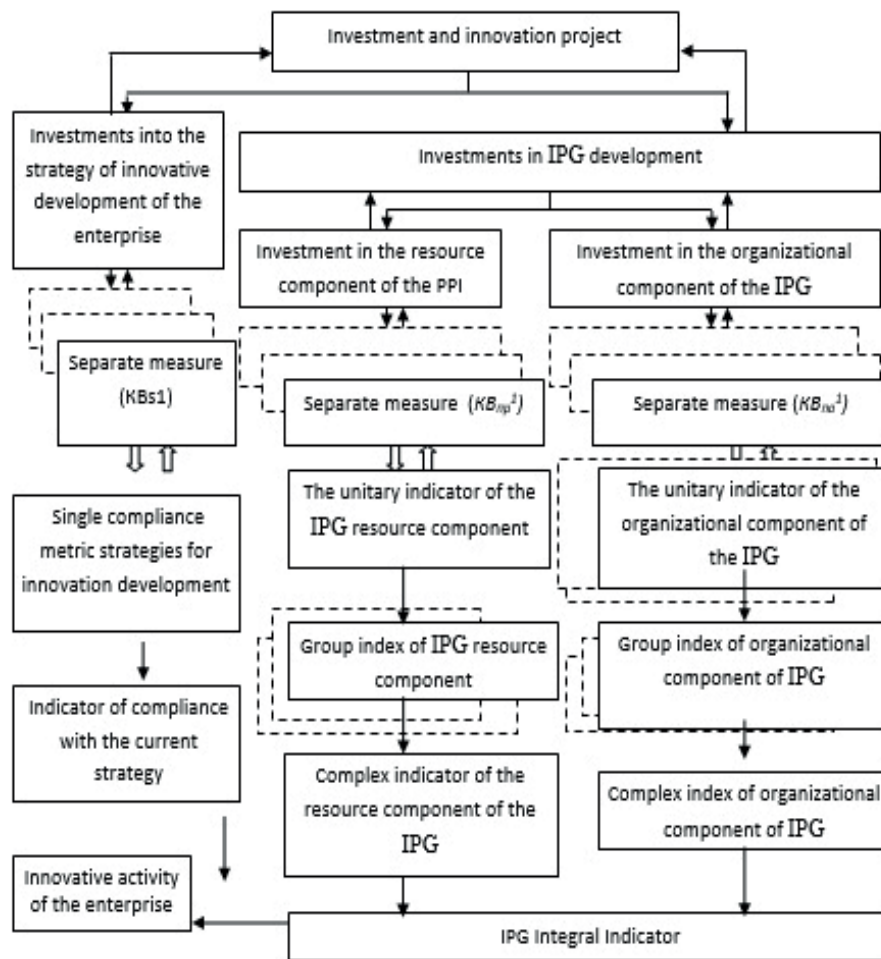 Investment and innovation project
Investments into the
strategy of innovative
development of the
enterprise
Investments in IPG development
Investment in the resource
component of the PPI
Investment in the organizational
component of the IPG
Separate measure
(KBs1)
Separate measure (KBnp1)
Separate measure (KBno1)
Single compliance
metric strategies for
innovation development
The unitary indicator of the
IPG resource component
The unitary indicator of the
organizational component of
the IPG
Group index of IPG resource
component
Group index of organizational
component of IPG
Indicator of compliance
with the current
strategy
Complex indicator of the
resource component of the
IPG
Complex index of organizational
component of IPG
Innovative activity
of the enterprise
IPG Integral Indicator